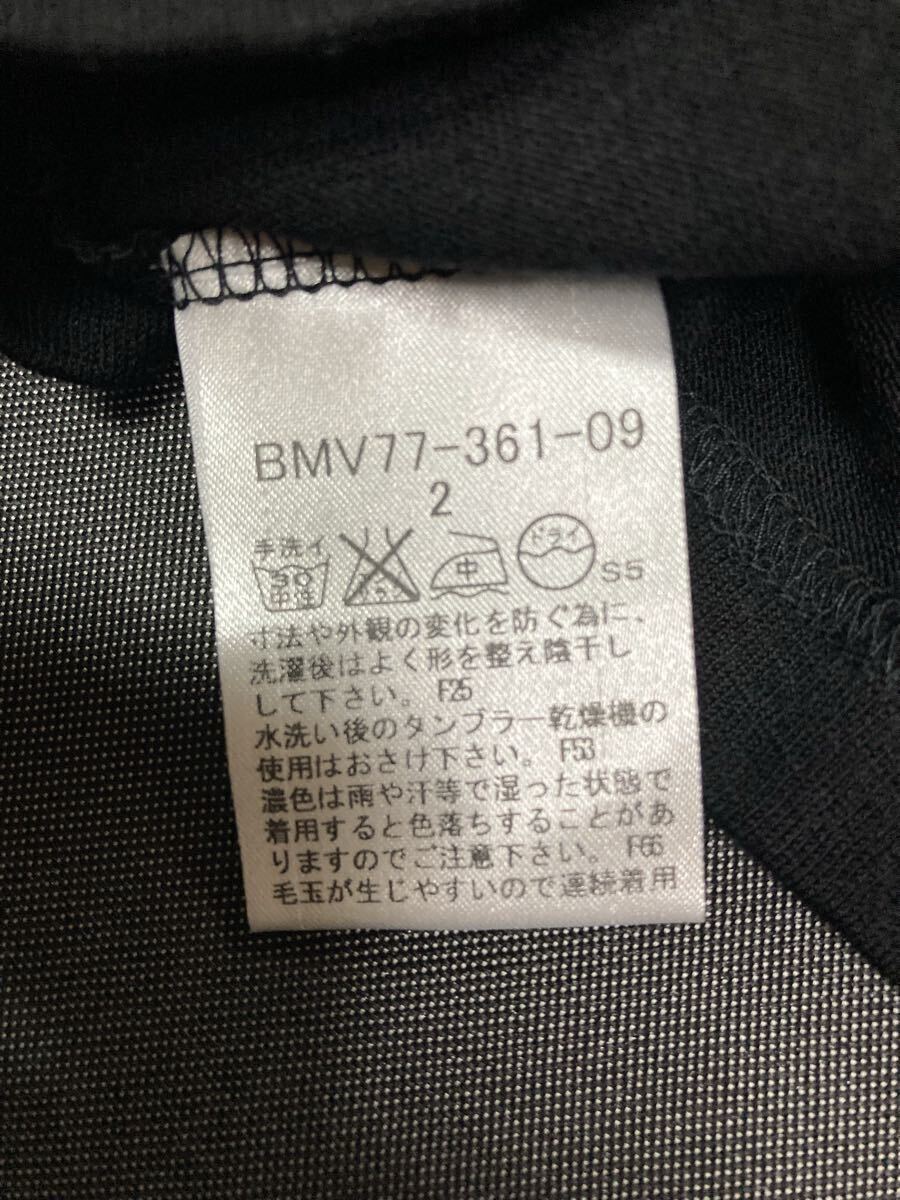 BMV77-361-09
2
手洗イ 30 中性 エンソサラシ 中 ドライ S5
寸法や外観の変化を防ぐ為に、
洗濯後はよく形を整え陰干し
して下さい。 F25
水洗い後のタンブラー乾燥機の
使用はおさけ下さい。 F53
濃色は雨や汗等で湿った状態で
着用すると色落ちすることがあ
りますのでご注意下さい。 F66
毛玉が生じやすいので連続着用